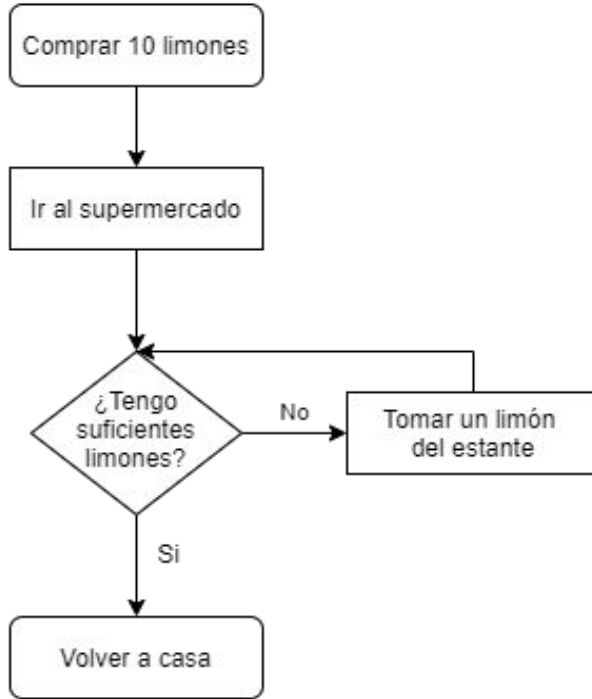 Comprar 10 limones
Ir al supermercado
¿Tengo
suficientes
limones?
No
Tomar un limón
del estante
Si
Volver a casa